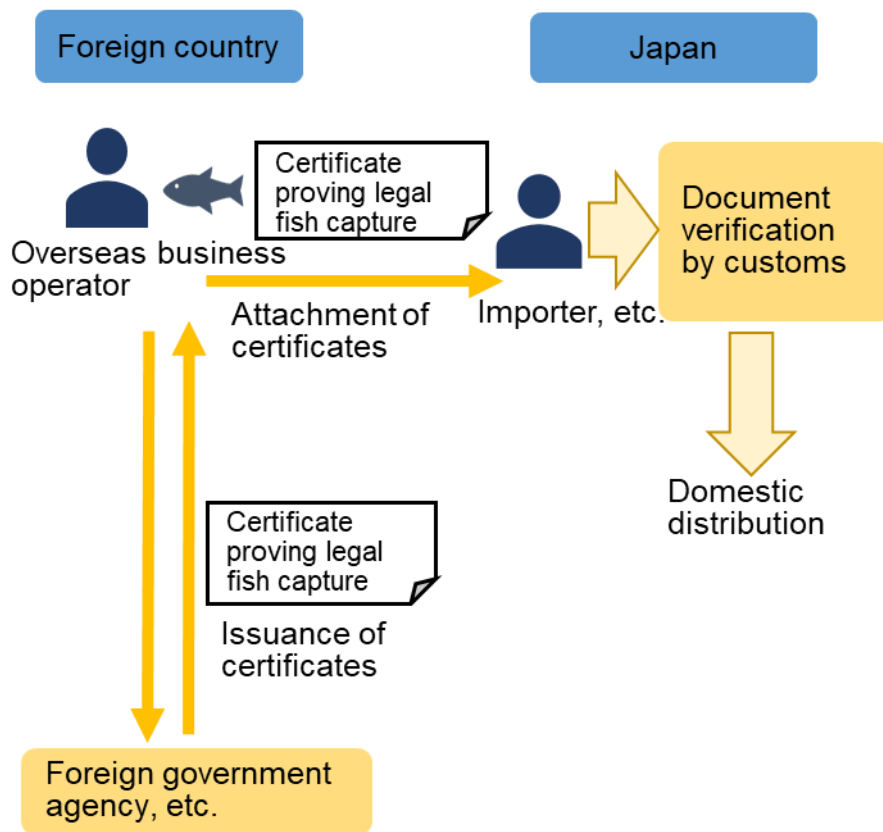 Foreign country
Japan
Certificate
proving legal
fish capture
Overseas business
operator
Attachment of
certificates
Importer, etc.
Document
verification
by customs
Domestic
distribution
Certificate
proving legal
fish capture
Issuance of
certificates
Foreign government
agency, etc.